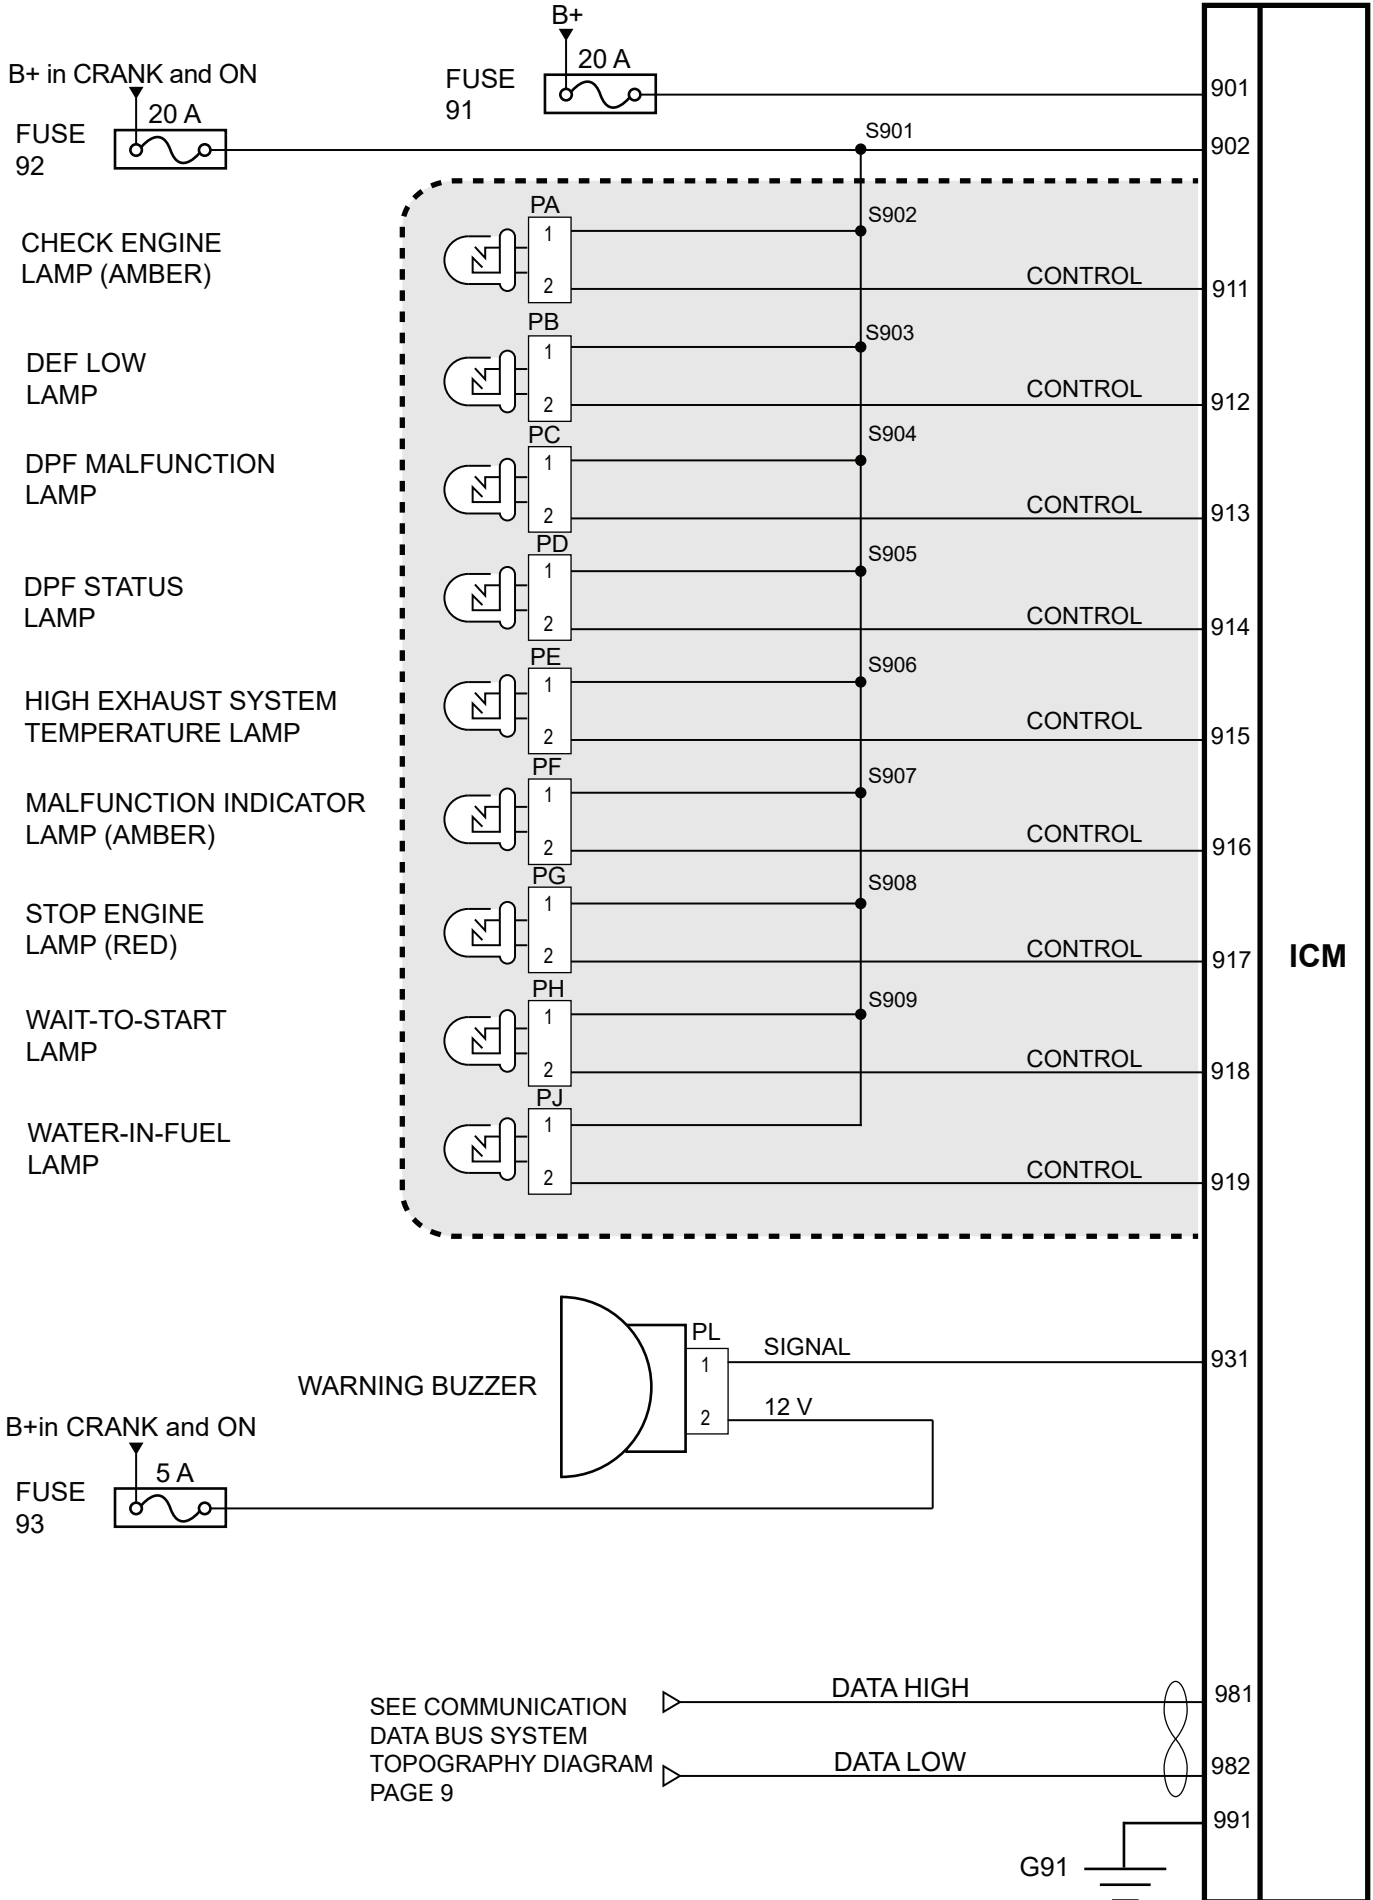 B+
B+ in CRANK and ON
20 A
FUSE
91
901
20 A
FUSE
92
S901
902
PA
1
2
S902
CHECK ENGINE
LAMP (AMBER)
CONTROL
911
PB
1
2
S903
DEF LOW
LAMP
CONTROL
912
PC
1
2
S904
DPF MALFUNCTION
LAMP
CONTROL
913
PD
1
2
S905
DPF STATUS
LAMP
CONTROL
914
PE
1
2
S906
HIGH EXHAUST SYSTEM
TEMPERATURE LAMP
CONTROL
915
PF
1
2
S907
MALFUNCTION INDICATOR
LAMP (AMBER)
CONTROL
916
PG
1
2
S908
STOP ENGINE
LAMP (RED)
CONTROL
917
ICM
PH
1
2
S909
WAIT-TO-START
LAMP
CONTROL
918
PJ
1
2
WATER-IN-FUEL
LAMP
CONTROL
919
WARNING BUZZER
PL
1
2
SIGNAL
931
12 V
B+in CRANK and ON
5 A
FUSE
93
SEE COMMUNICATION
DATA BUS SYSTEM
TOPOGRAPHY DIAGRAM
PAGE 9
DATA HIGH
981
DATA LOW
982
991
G91